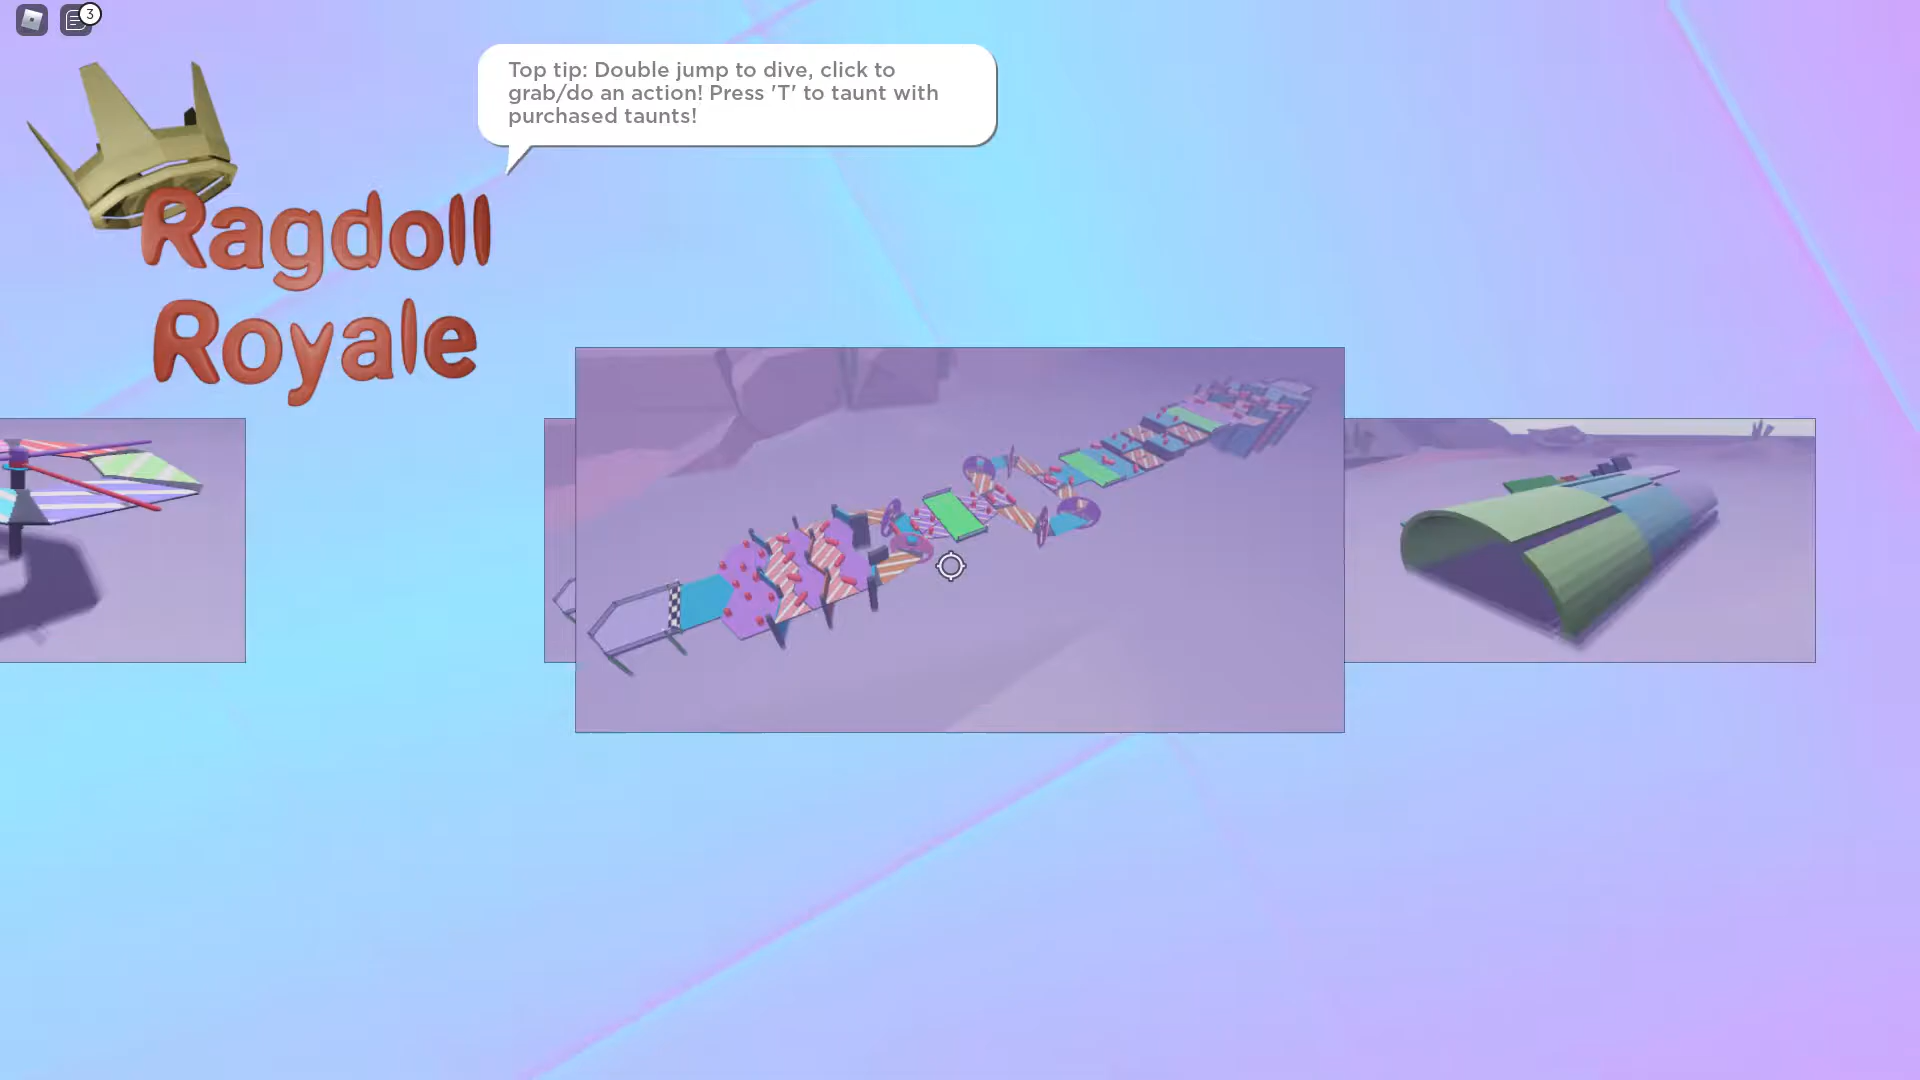 3
Top tip: Double jump to dive, click to
grab/do an action! Press 'T' to taunt with
purchased taunts!
Ragdoll
Royale